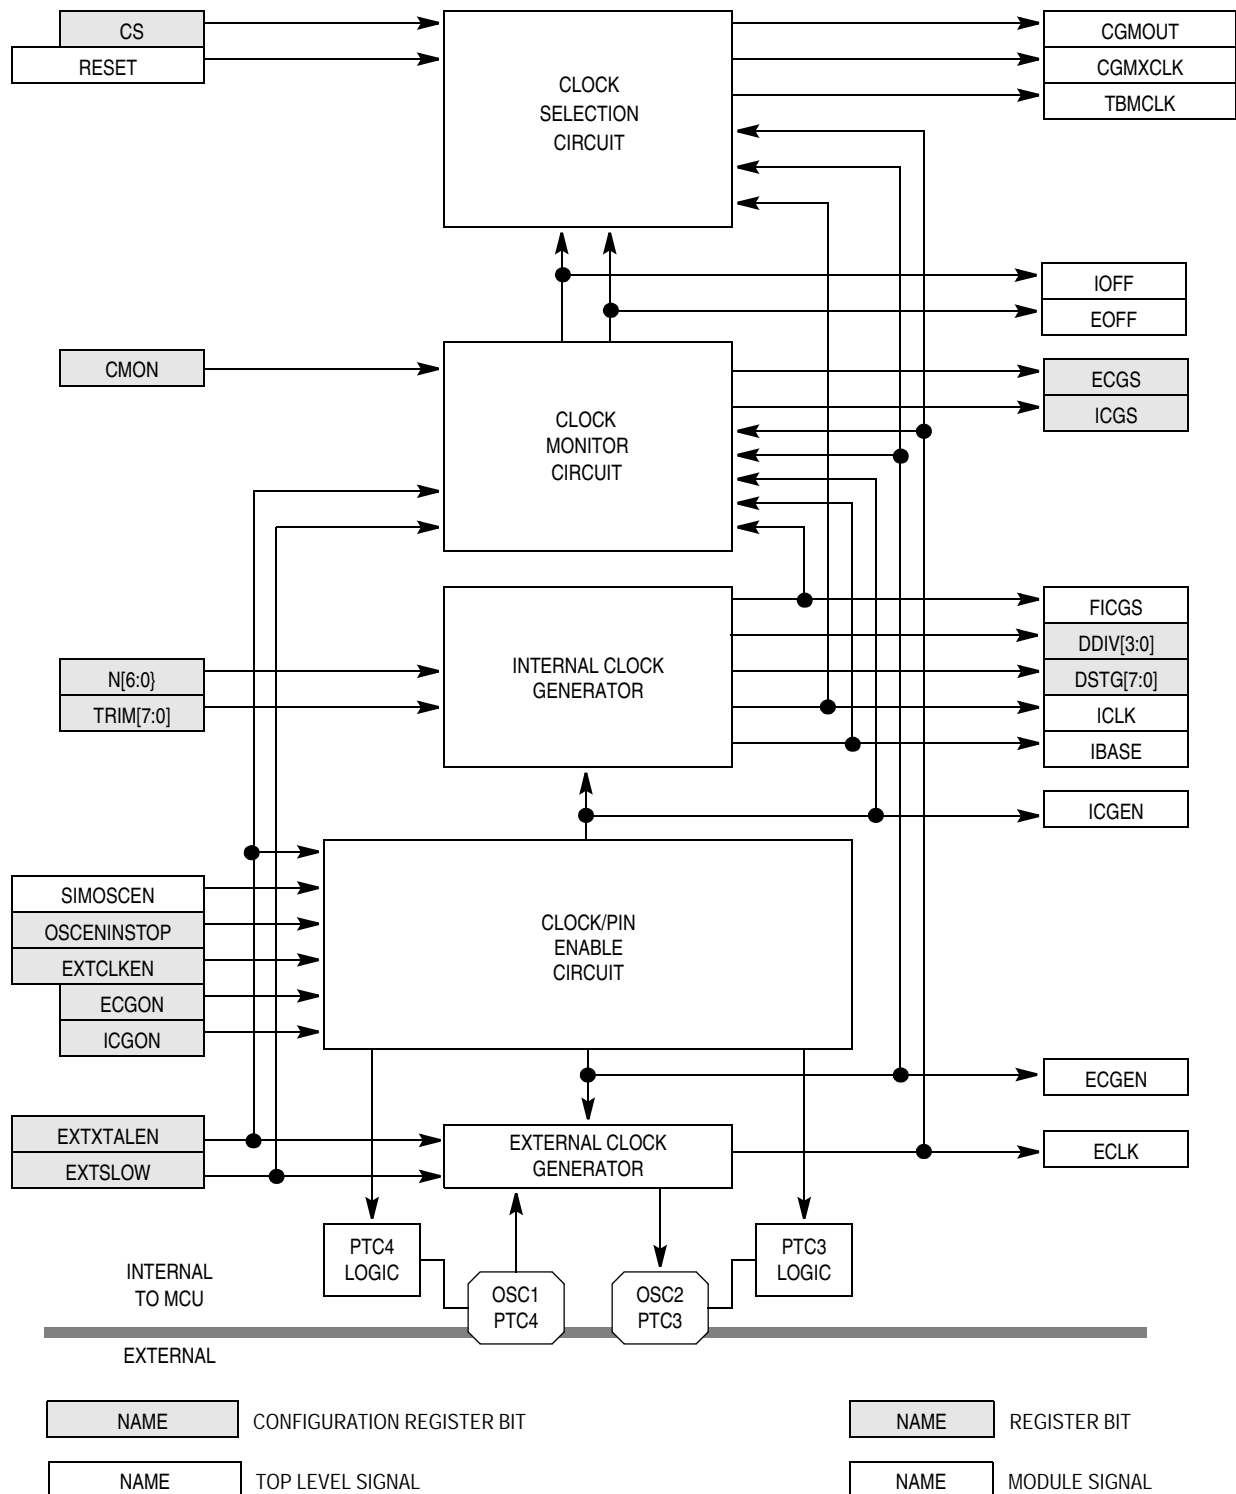 CS
RESET
CLOCK
SELECTION
CIRCUIT
CGMOUT
CGMXCLK
TBMCLK
IOFF
EOFF
CMON
CLOCK
MONITOR
CIRCUIT
ECGS
ICGS
N[6:0}
TRIM[7:0]
INTERNAL CLOCK
GENERATOR
FICGS
DDIV[3:0]
DSTG[7:0]
ICLK
IBASE
ICGEN
SIMOSCEN
OSCENINSTOP
EXTCLKEN
ECGON
ICGON
CLOCK/PIN
ENABLE
CIRCUIT
ECGEN
EXTXTALEN
EXTSLOW
EXTERNAL CLOCK
GENERATOR
ECLK
PTC4
LOGIC
PTC3
LOGIC
OSC1
PTC4
OSC2
PTC3
INTERNAL
TO MCU
EXTERNAL
NAME CONFIGURATION REGISTER BIT
NAME REGISTER BIT
NAME TOP LEVEL SIGNAL
NAME MODULE SIGNAL